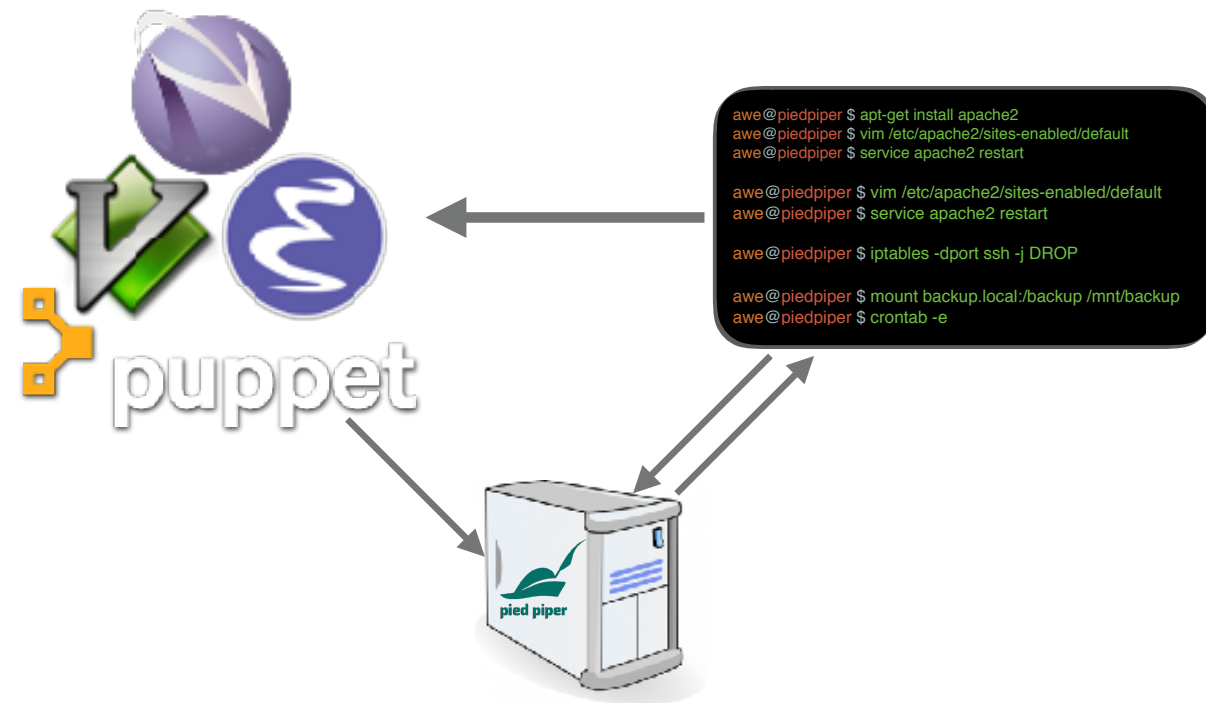 awe@piedpiper $ apt-get install apache2
awe@piedpiper $ vim /etc/apache2/sites-enabled/default
awe@piedpiper $ service apache2 restart
awe@piedpiper $ vim /etc/apache2/sites-enabled/default
awe@piedpiper $ service apache2 restart
awe@piedpiper $ iptables -dport ssh -j DROP
awe@piedpiper $ mount backup.local:/backup /mnt/backup
awe@piedpiper $ crontab -e
puppet
pied piper